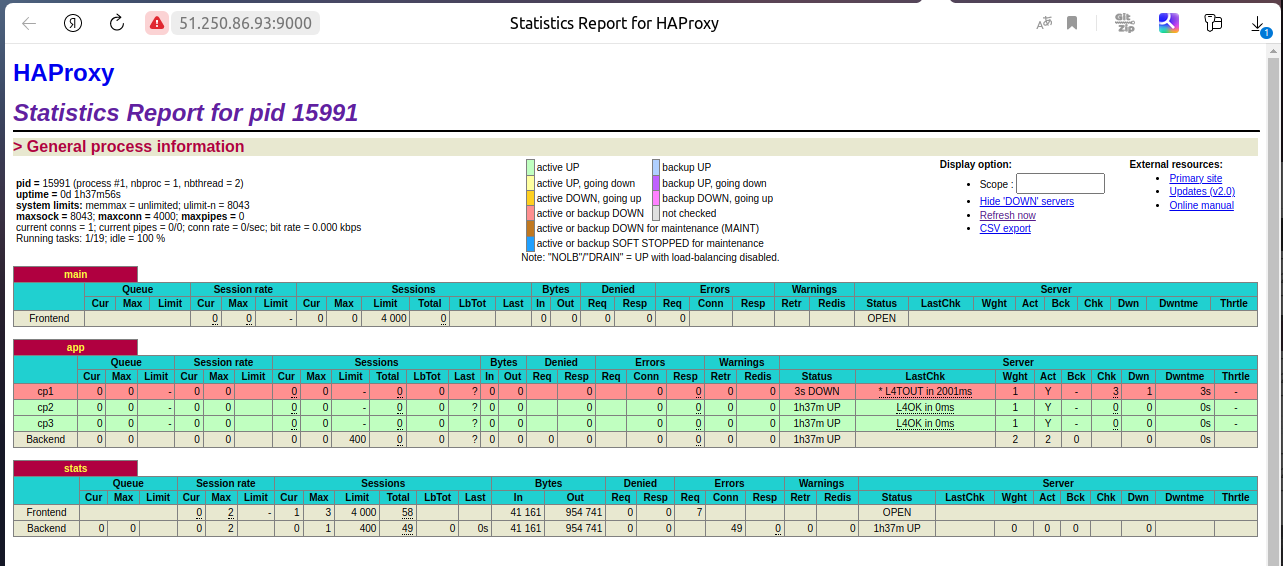 51.250.86.93:9000 Statistics Report for HAProxy
HAProxy
Statistics Report for pid 15991
> General process information
pid = 15991 (process #1, nbproc = 1, nbthread = 2)
uptime = 0d 1h37m56s
system limits: memmax = unlimited; ulimit-n = 8043
maxsock = 8043; maxconn = 4000; maxpipes = 0
current conns = 1; current pipes = 0/0; conn rate = 0/sec; bit rate = 0.000 kbps
Running tasks: 1/19; idle = 100 %
active UP backup UP
active UP, going down backup UP, going down
active DOWN, going up backup DOWN, going up
active or backup DOWN not checked
active or backup DOWN for maintenance (MAINT)
active or backup SOFT STOPPED for maintenance
Note: "NOLB"/"DRAIN" = UP with load-balancing disabled.
Display option:
Scope :
Hide 'DOWN' servers
Refresh now
CSV export
External resources:
Primary site
Updates (v2.0)
Online manual
main
Queue Session rate Sessions Bytes Denied Errors Warnings Server
Cur Max Limit Cur Max Limit Cur Max Limit Total LbTot Last In Out Req Resp Req Conn Resp Retr Redis Status LastChk Wght Act Bck Chk Dwn Dwntme Thrtle
Frontend 0 0 - 0 0 4 000 0 0 0 0 0 0 OPEN
app
Queue Session rate Sessions Bytes Denied Errors Warnings Server
Cur Max Limit Cur Max Limit Cur Max Limit Total LbTot Last In Out Req Resp Req Conn Resp Retr Redis Status LastChk Wght Act Bck Chk Dwn Dwntme Thrtle
cp1 0 0 - 0 0 0 0 - 0 0 ? 0 0 0 0 0 0 0 3s DOWN * L4TOUT in 2001ms 1 Y - 3 1 3s -
cp2 0 0 - 0 0 0 0 - 0 0 ? 0 0 0 0 0 0 0 1h37m UP L4OK in 0ms 1 Y - 0 0 0s -
cp3 0 0 - 0 0 0 0 - 0 0 ? 0 0 0 0 0 0 0 1h37m UP L4OK in 0ms 1 Y - 0 0 0s -
Backend 0 0 0 0 0 0 400 0 0 ? 0 0 0 0 0 0 0 0 1h37m UP 2 2 0 0 0s
stats
Queue Session rate Sessions Bytes Denied Errors Warnings Server
Cur Max Limit Cur Max Limit Cur Max Limit Total LbTot Last In Out Req Resp Req Conn Resp Retr Redis Status LastChk Wght Act Bck Chk Dwn Dwntme Thrtle
Frontend 0 2 - 1 3 4 000 58 41 161 954 741 0 0 7 OPEN
Backend 0 0 0 2 0 1 400 49 0 0s 41 161 954 741 0 0 49 0 0 0 1h37m UP 0 0 0 0